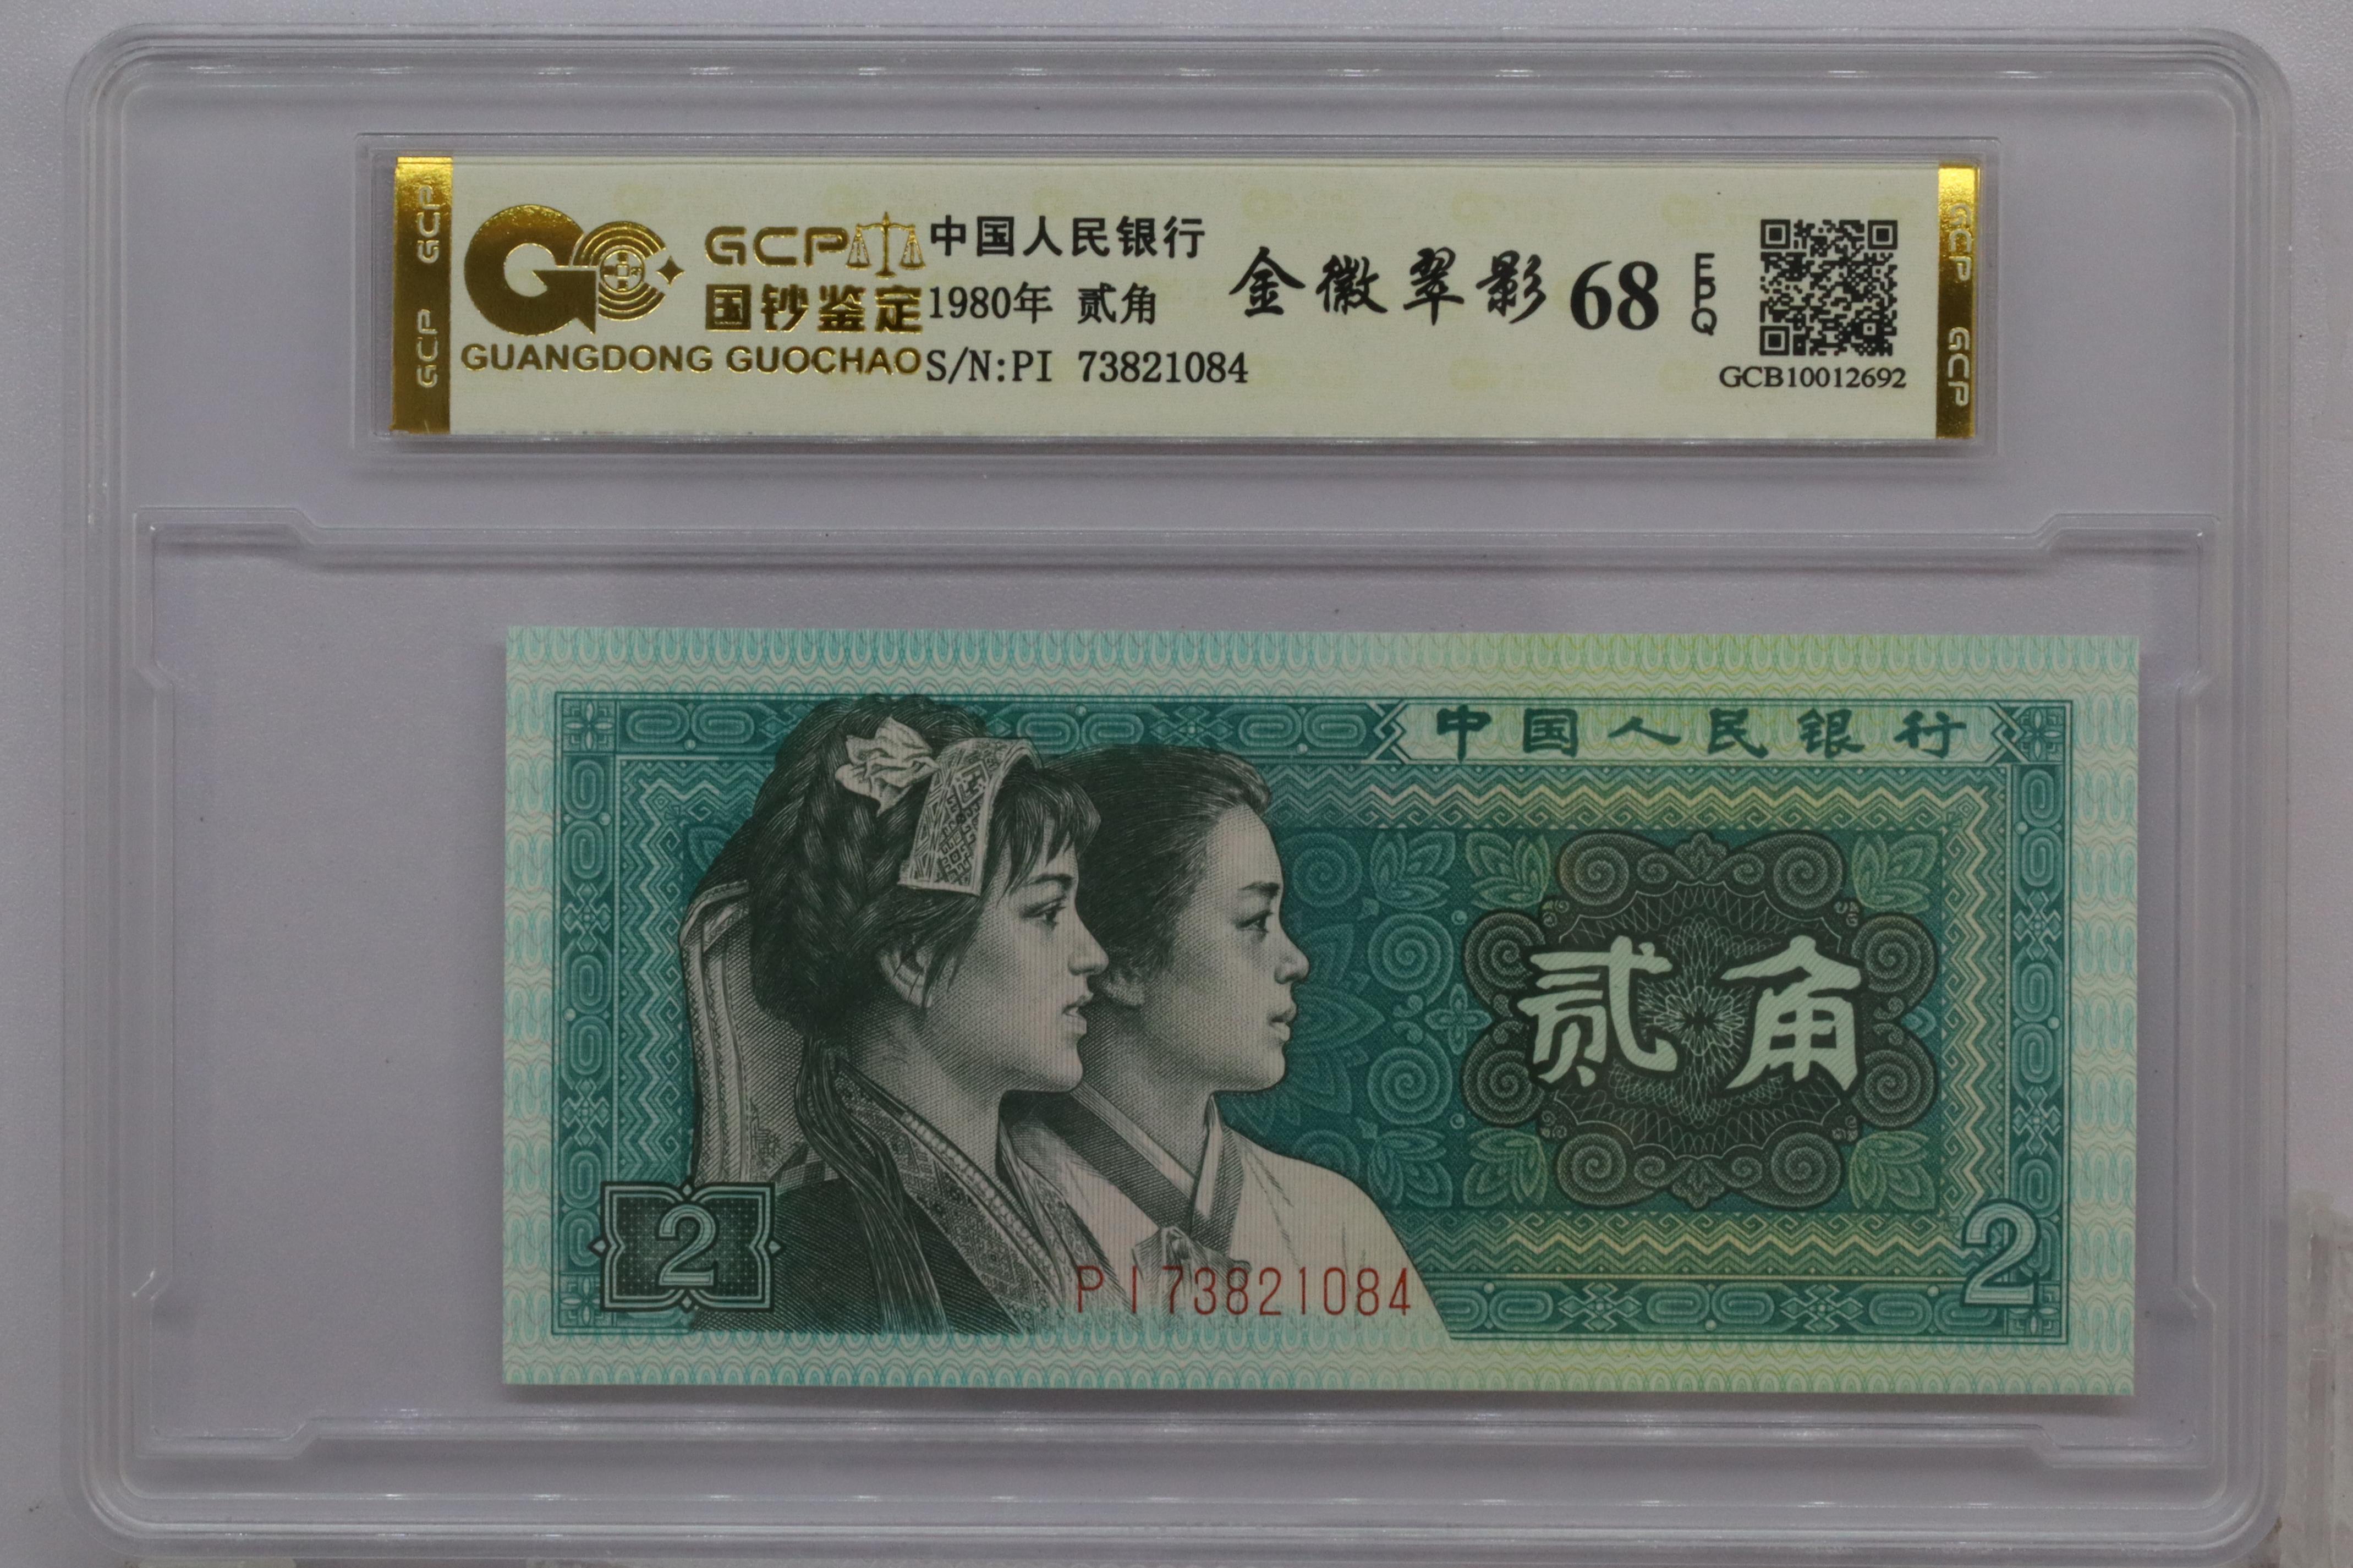 GCP GCP
GCP
国钞鉴定
GUANGDONG GUOCHAO
中国人民银行
1980年 贰角
S/N:PI 73821084
金徽翠影
68
EPQ
GCB10012692
GCP GCP
中国人民银行
贰角
2
PI73821084
2